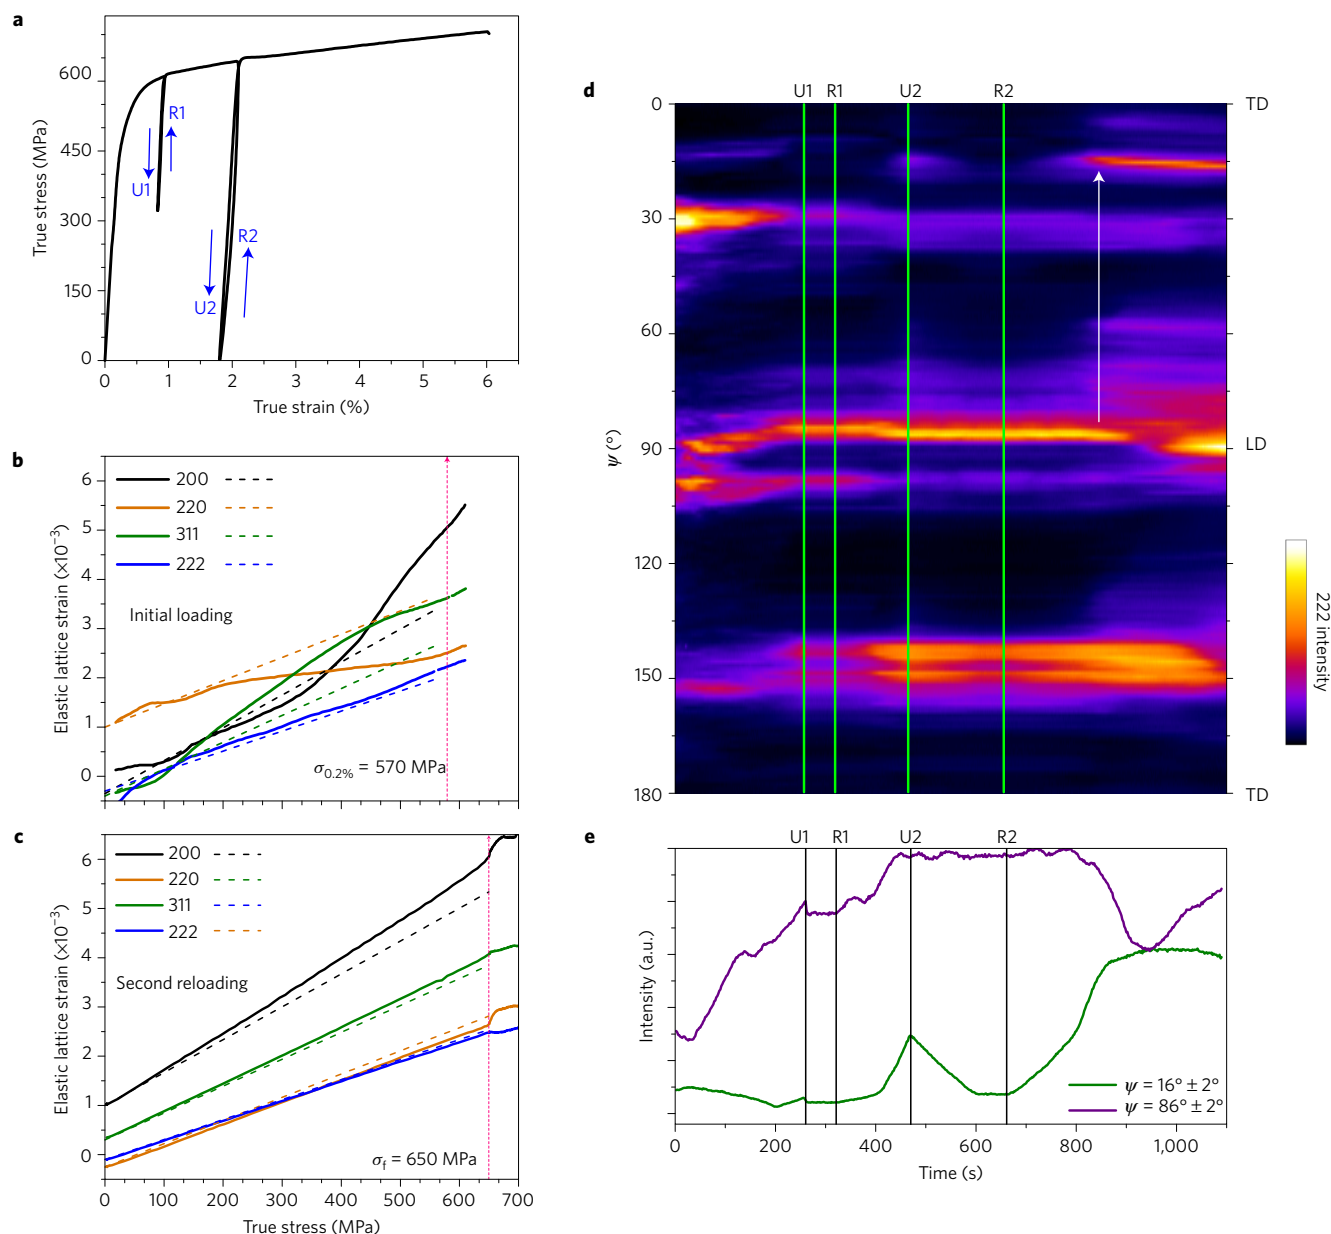 a
True stress (MPa)
600
450
300
150
0
R1
U1
R2
U2
0 1 2 3 4 5 6
True strain (%)
b
Elastic lattice strain (×10⁻³)
6
5
4
3
2
1
0
200
220
311
222
Initial loading
σ0.2% = 570 MPa
c
Elastic lattice strain (×10⁻³)
6
5
4
3
2
1
0
200
220
311
222
Second reloading
σf = 650 MPa
0 100 200 300 400 500 600 700
True stress (MPa)
d
U1 R1 U2 R2
ψ (°)
0 TD
30
60
90 LD
120
150
180 TD
222 intensity
e
U1 R1 U2 R2
Intensity (a.u.)
ψ = 16° ± 2°
ψ = 86° ± 2°
0 200 400 600 800 1,000
Time (s)